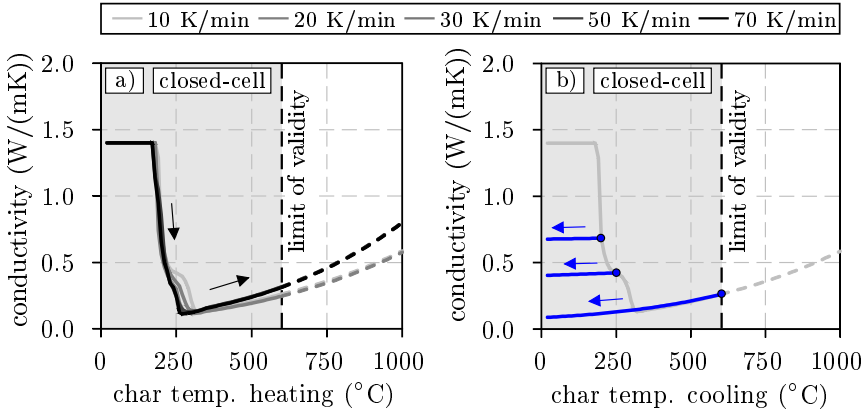 10 K/min 20 K/min 30 K/min 50 K/min 70 K/min
a) closed-cell
conductivity (W/(mK))
2.0
1.5
1.0
0.5
0.0
limit of validity
0 250 500 750 1000
char temp. heating (°C)
b) closed-cell
conductivity (W/(mK))
2.0
1.5
1.0
0.5
0.0
limit of validity
0 250 500 750 1000
char temp. cooling (°C)